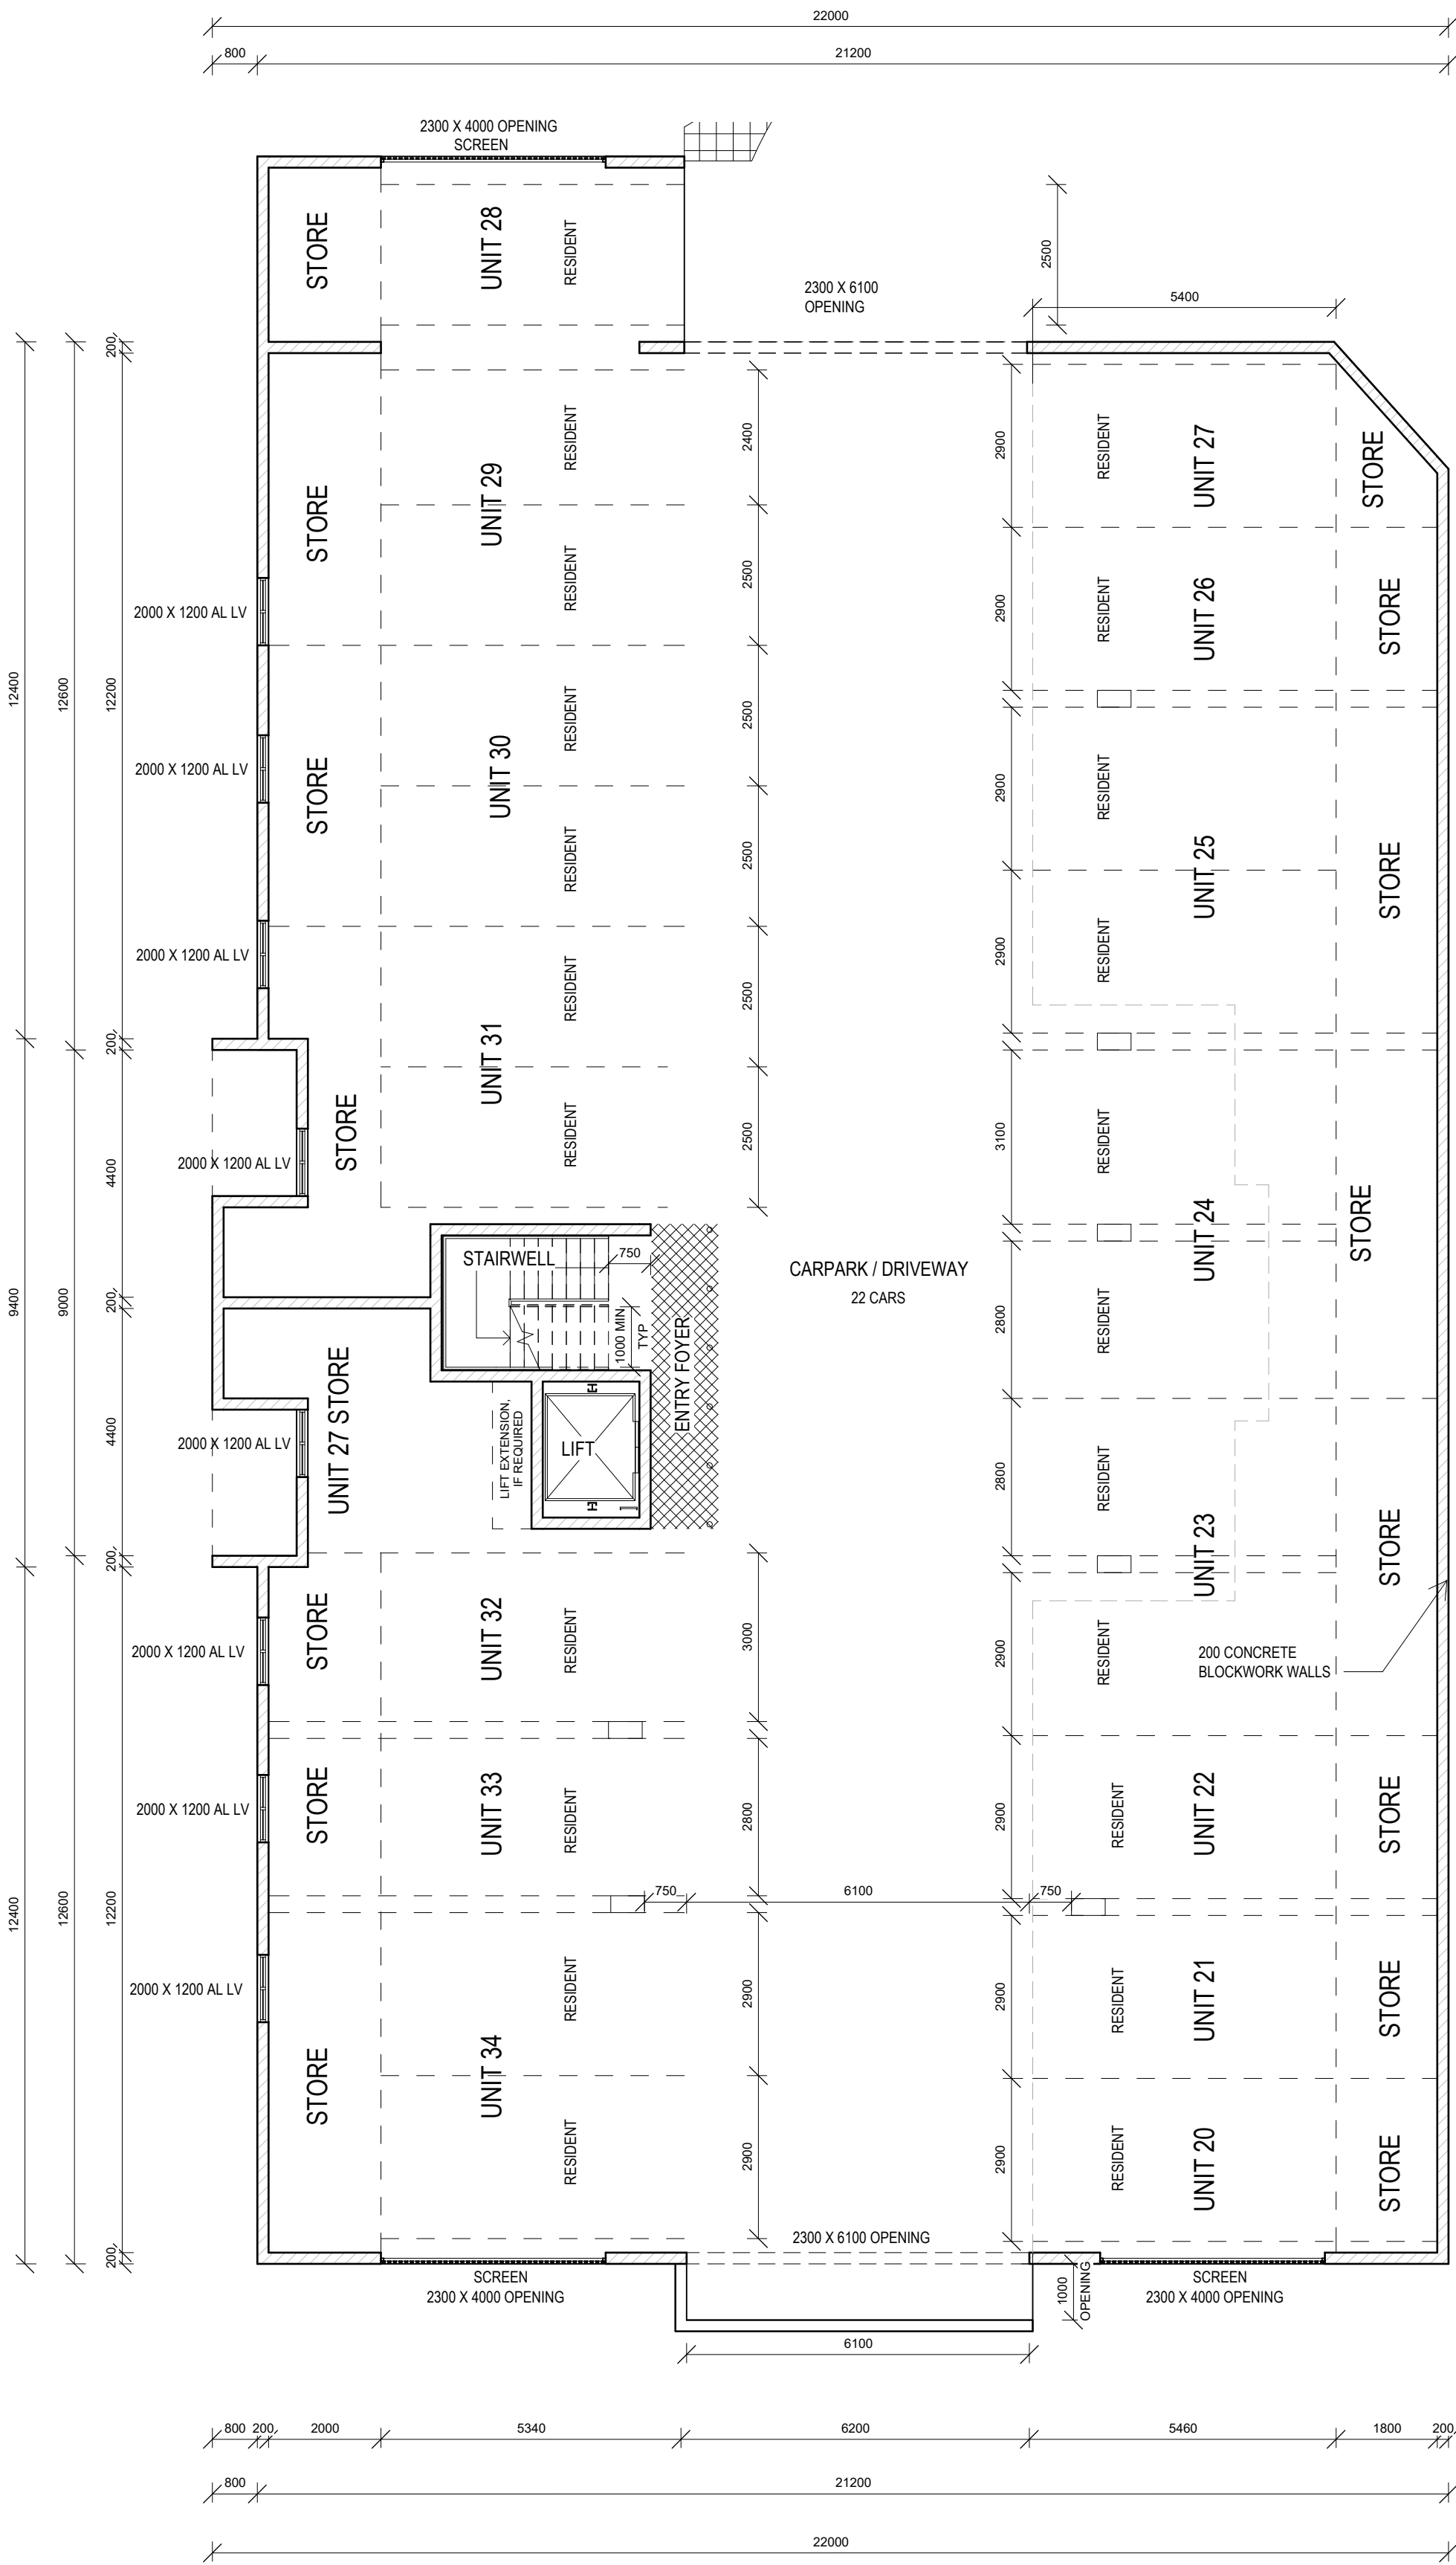 22000
800
21200
2300 X 4000 OPENING
SCREEN
STORE
UNIT 28
RESIDENT
2500
2300 X 6100
OPENING
5400
200
STORE
UNIT 29
RESIDENT
2400
2900
RESIDENT
UNIT 27
STORE
2000 X 1200 AL LV
RESIDENT
2500
2900
RESIDENT
UNIT 26
STORE
12400
12600
12200
2000 X 1200 AL LV
STORE
UNIT 30
RESIDENT
2500
2900
RESIDENT
RESIDENT
2500
UNIT 25
STORE
2000 X 1200 AL LV
2900
RESIDENT
UNIT 31
RESIDENT
2500
200
STORE
2000 X 1200 AL LV
4400
RESIDENT
2500
3100
RESIDENT
UNIT 24
STORE
STAIRWELL
750
CARPARK / DRIVEWAY
22 CARS
9400
9000
200
1000 MIN
TYP
ENTRY FOYER
2800
RESIDENT
UNIT 27 STORE
2000 X 1200 AL LV
4400
LIFT EXTENSION,
IF REQUIRED
LIFT
2800
RESIDENT
UNIT 23
STORE
200
STORE
UNIT 32
RESIDENT
3000
2000 X 1200 AL LV
2900
RESIDENT
200 CONCRETE
BLOCKWORK WALLS
2000 X 1200 AL LV
STORE
UNIT 33
RESIDENT
2800
2900
RESIDENT
UNIT 22
STORE
750
6100
750
12400
12600
12200
2000 X 1200 AL LV
RESIDENT
2900
2900
RESIDENT
UNIT 21
STORE
STORE
UNIT 34
RESIDENT
2900
2900
RESIDENT
UNIT 20
STORE
200
2300 X 6100 OPENING
SCREEN
2300 X 4000 OPENING
1000
OPENING
SCREEN
2300 X 4000 OPENING
6100
800
200
2000
5340
6200
5460
1800
200
800
21200
22000